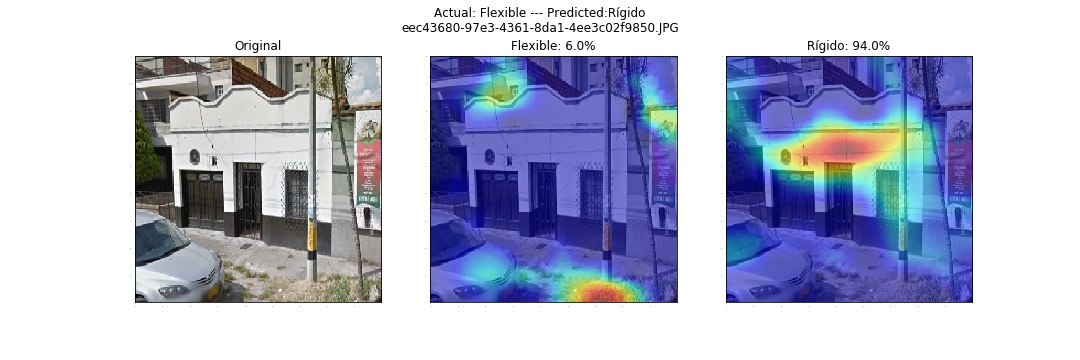 Actual: Flexible --- Predicted:Rígido
eec43680-97e3-4361-8da1-4ee3c02f9850.JPG
Original
Flexible: 6.0%
Rígido: 94.0%